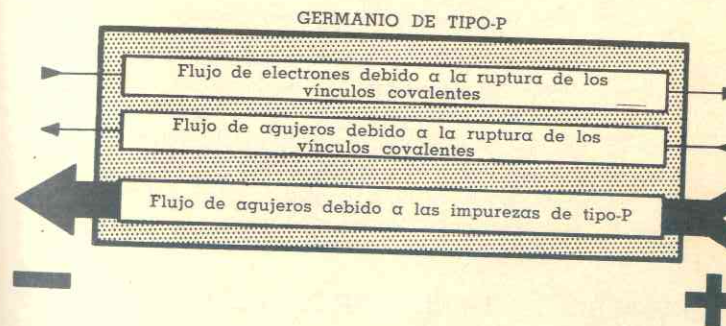 GERMANIO DE TIPO-P
Flujo de electrones debido a la ruptura de los
vínculos covalentes
Flujo de agujeros debido a la ruptura de los
vínculos covalentes
Flujo de agujeros debido a las impurezas de tipo-P